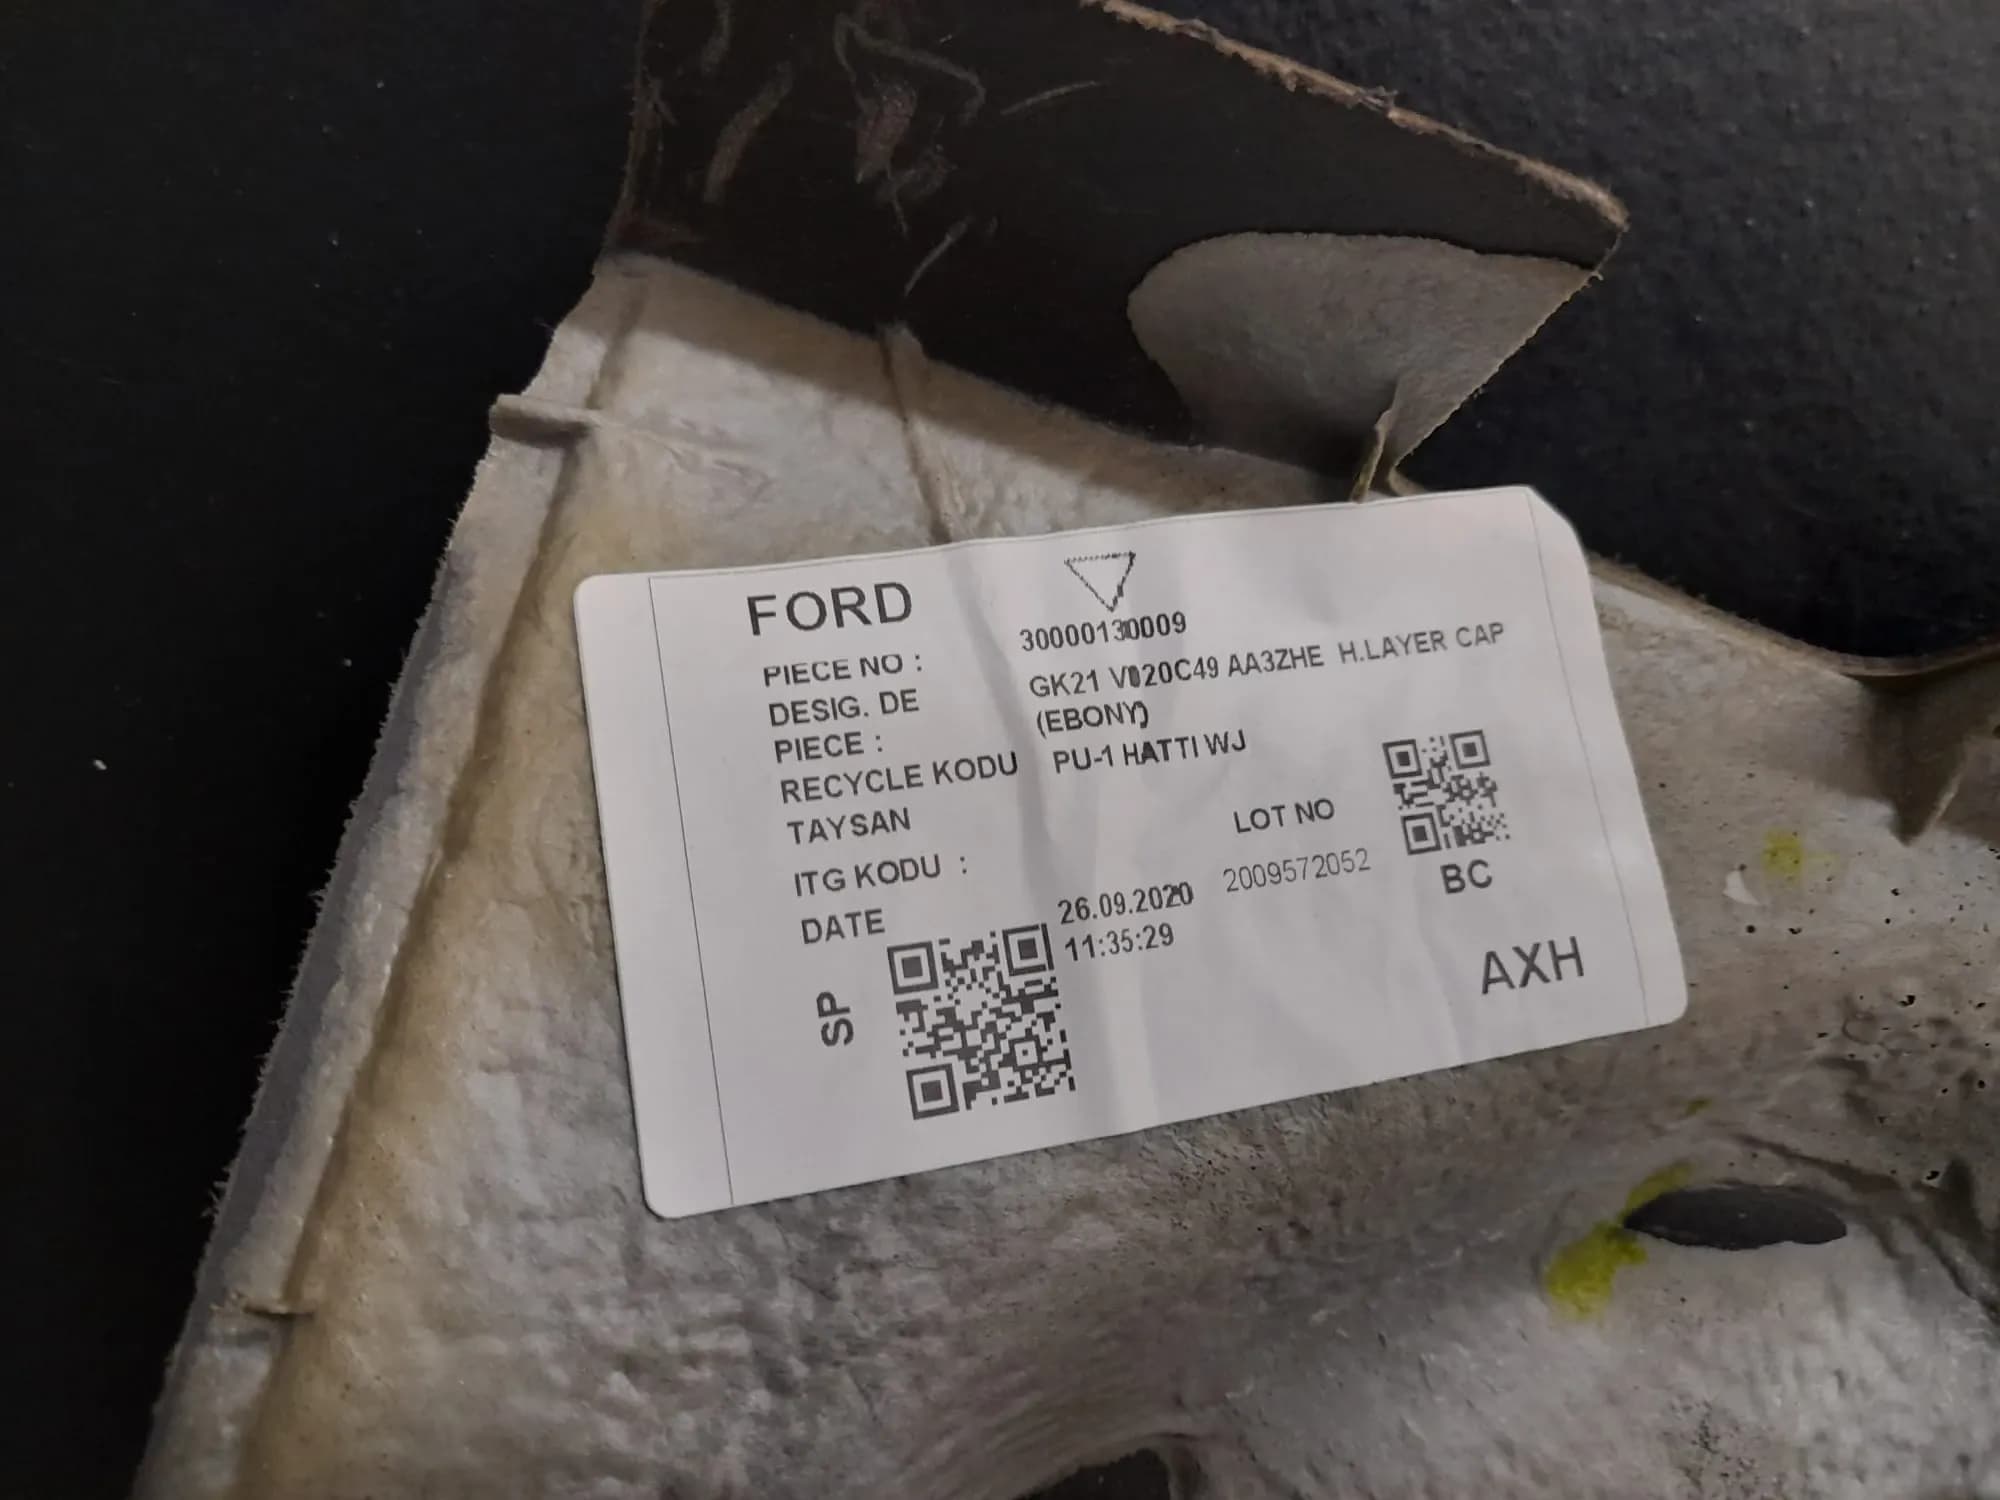 FORD
PIECE NO : 30000130009
DESIG. DE GK21 V020C49 AA3ZHE H.LAYER CAP
PIECE : (EBONY)
RECYCLE KODU PU-1 HATTI WJ
TAYSAN
ITG KODU : LOT NO
DATE 26.09.2020 2009572052
11:35:29
BC
SP
AXH